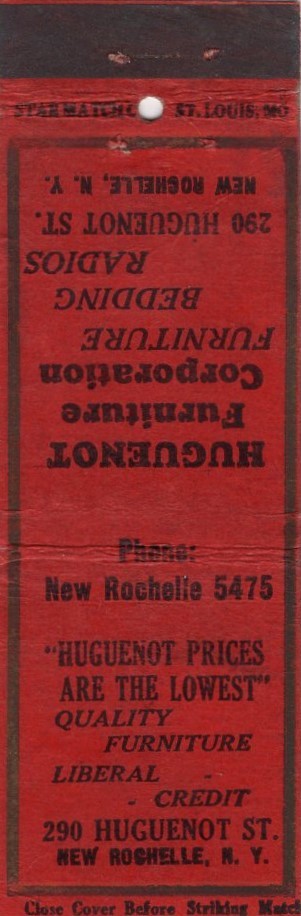 STAR MATCH CO ST. LOUIS, MO
HUGUENOT
Furniture
Corporation
FURNITURE
BEDDING
RADIOS
290 HUGUENOT ST.
NEW ROCHELLE, N. Y.
Phone:
New Rochelle 5475
"HUGUENOT PRICES
ARE THE LOWEST"
QUALITY
FURNITURE
LIBERAL -
- CREDIT
290 HUGUENOT ST.
NEW ROCHELLE, N. Y.
Close Cover Before Striking Match